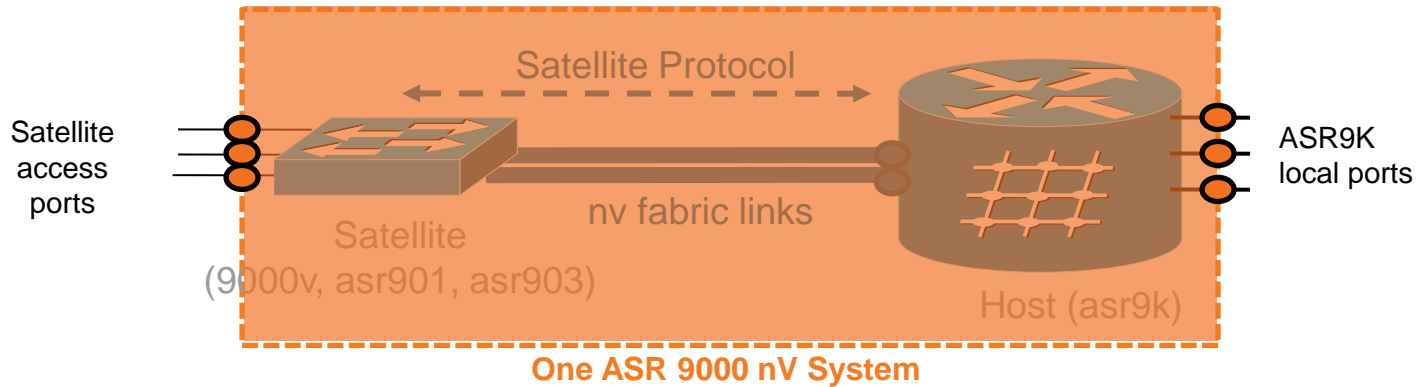 Satellite Protocol
Satellite
access
ports
ASR9K
local ports
nv fabric links
Satellite
(9000v, asr901, asr903)
Host (asr9k)
One ASR 9000 nV System